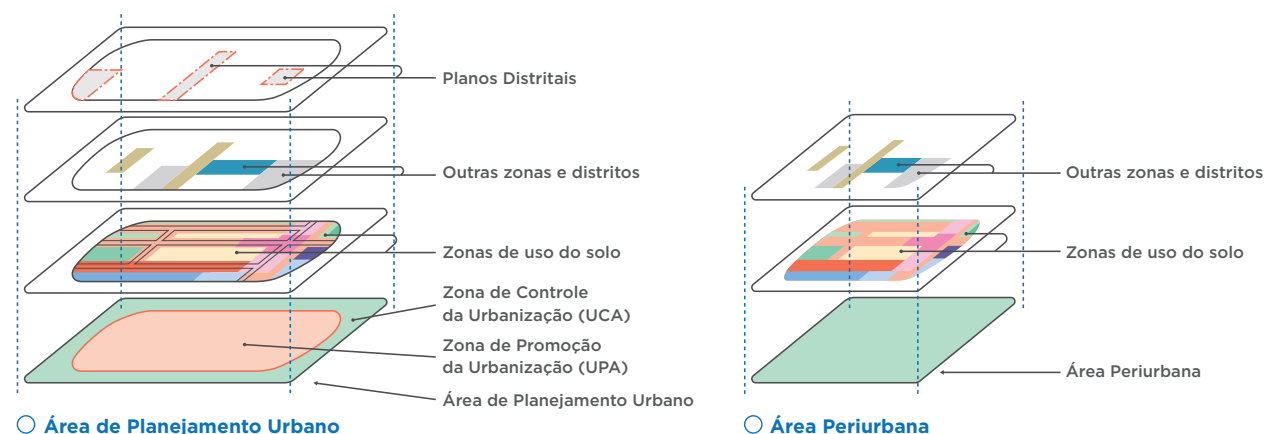 Planos Distritais
Outras zonas e distritos
Zonas de uso do solo
Zona de Controle
da Urbanização (UCA)
Zona de Promoção
da Urbanização (UPA)
Área de Planejamento Urbano
Área de Planejamento Urbano
Outras zonas e distritos
Zonas de uso do solo
Área Periurbana
Área Periurbana